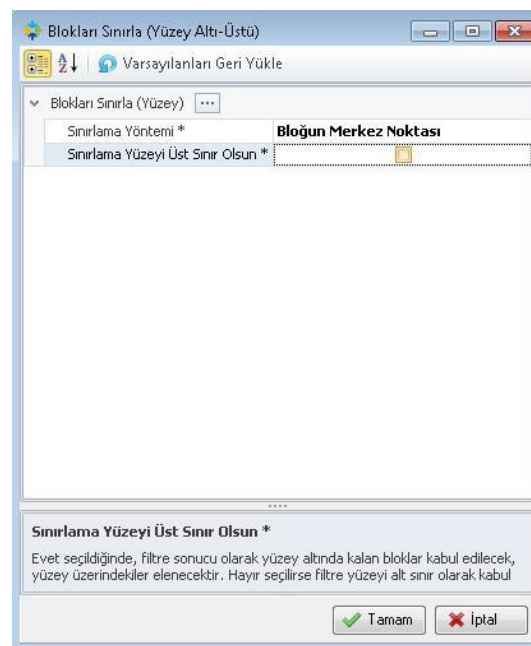 Blokları Sınırla (Yüzey Altı-Üstü)
Varsayılanları Geri Yükle
Blokları Sınırla (Yüzey)
Sınırlama Yöntemi * Bloğun Merkez Noktası
Sınırlama Yüzeyi Üst Sınır Olsun *
Sınırlama Yüzeyi Üst Sınır Olsun *
Evet seçildiğinde, filtre sonucu olarak yüzey altında kalan bloklar kabul edilecek,
yüzey üzerindekiler elenecektir. Hayır seçilirse filtre yüzeyi alt sınır olarak kabul
Tamam İptal